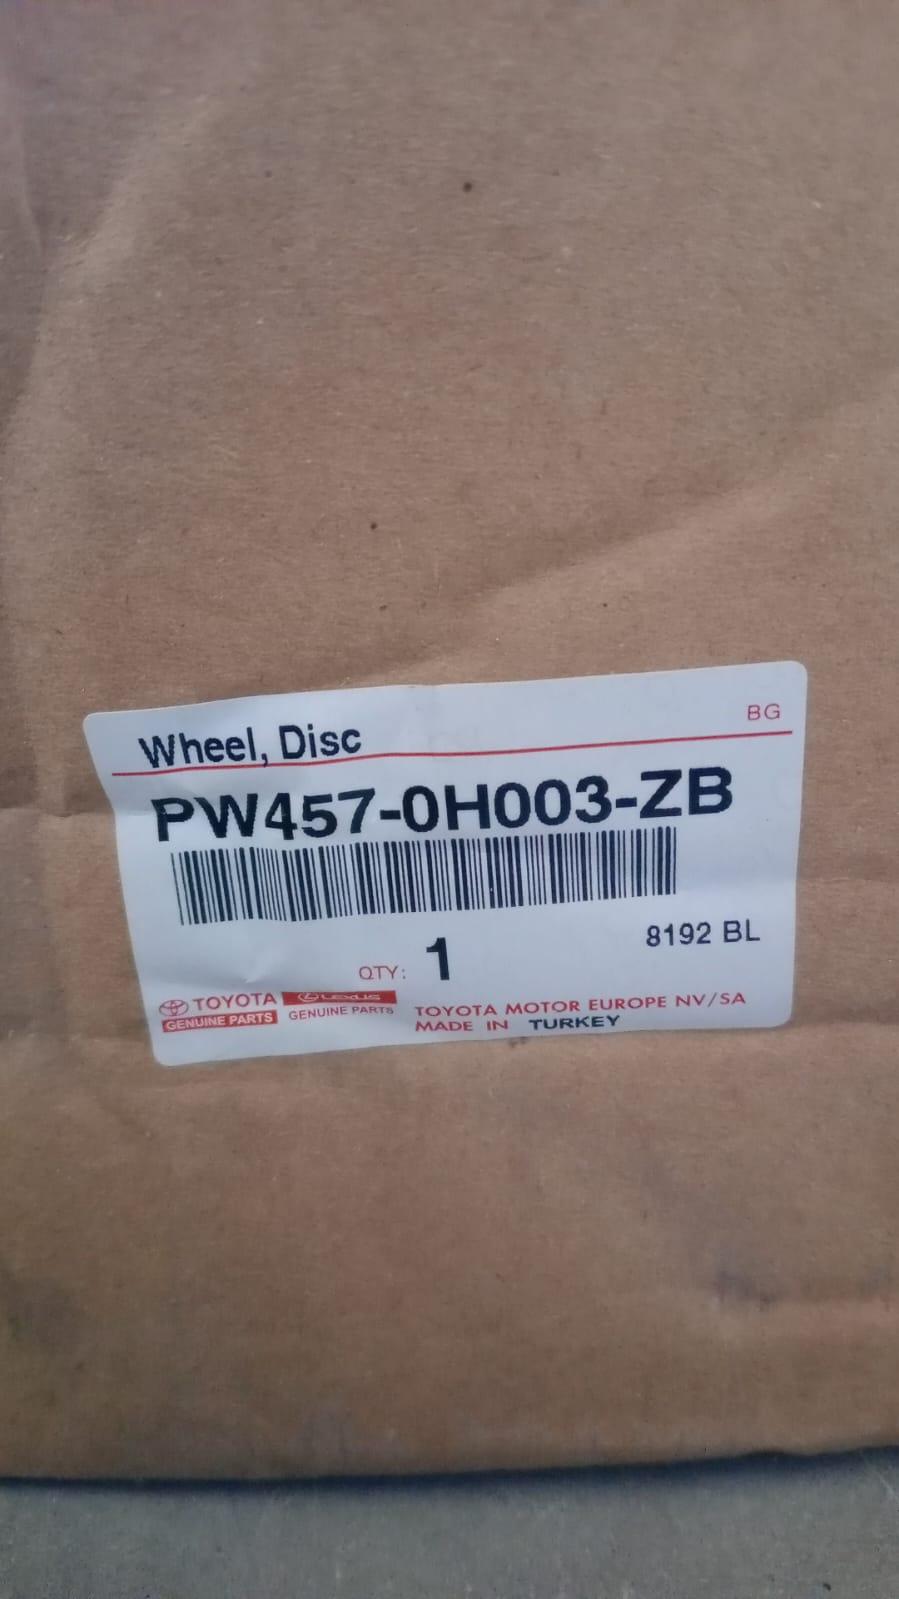 Wheel, Disc
BG
PW457-0H003-ZB
8192 BL
QTY: 1
TOYOTA
GENUINE PARTS
LEXUS
GENUINE PARTS
TOYOTA MOTOR EUROPE NV/SA
MADE IN TURKEY